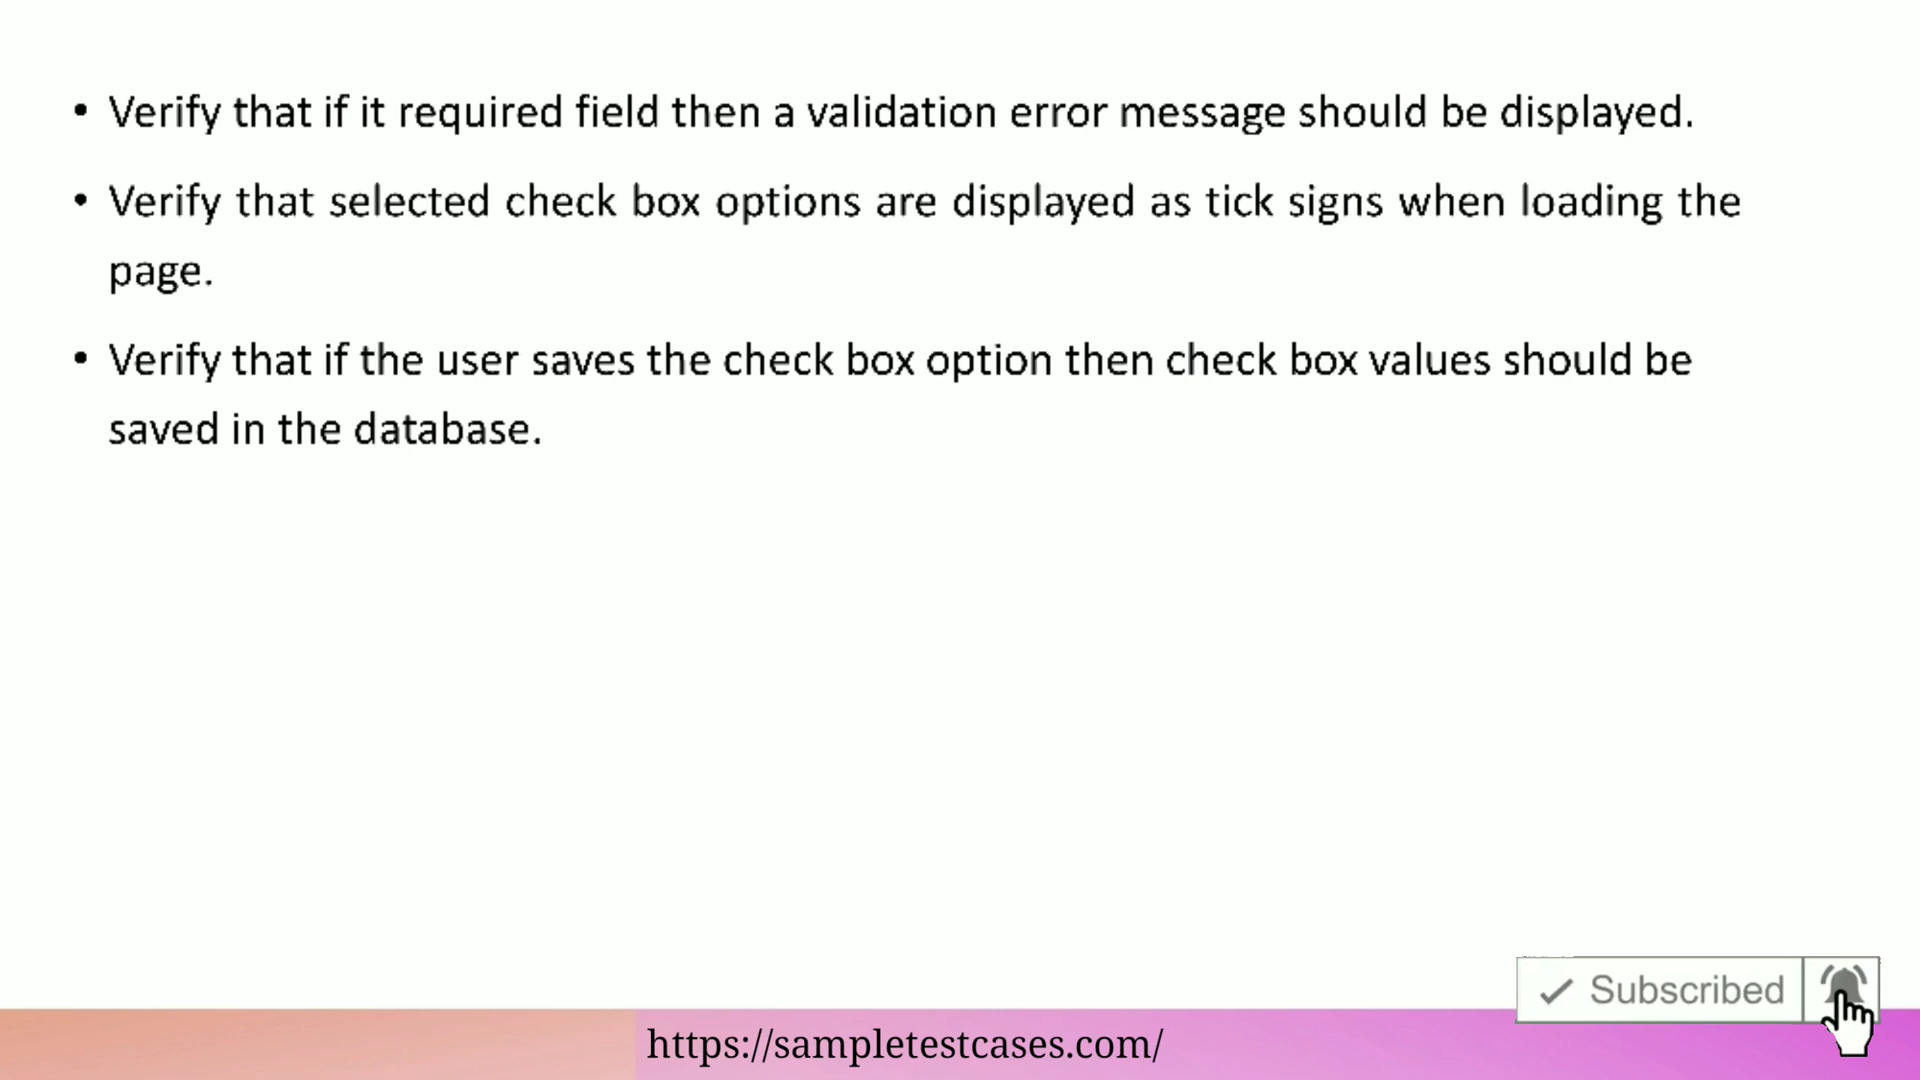 • Verify that if it required field then a validation error message should be displayed.
• Verify that selected check box options are displayed as tick signs when loading the
page.
• Verify that if the user saves the check box option then check box values should be
saved in the database.
Subscribed
https://sampletestcases.com/